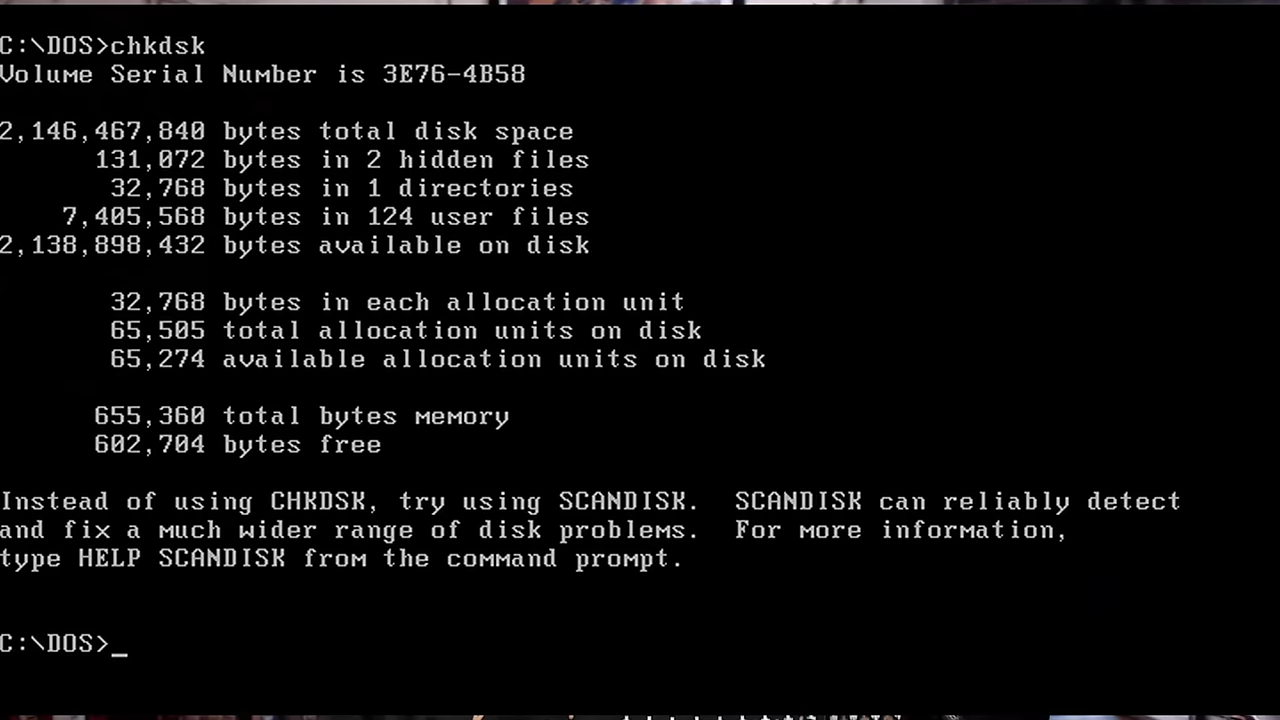 C:\DOS>chkdsk
Volume Serial Number is 3E76-4B58
2,146,467,840 bytes total disk space
131,072 bytes in 2 hidden files
32,768 bytes in 1 directories
7,405,568 bytes in 124 user files
2,138,898,432 bytes available on disk
32,768 bytes in each allocation unit
65,505 total allocation units on disk
65,274 available allocation units on disk
655,360 total bytes memory
602,704 bytes free
Instead of using CHKDSK, try using SCANDISK.  SCANDISK can reliably detect
and fix a much wider range of disk problems.  For more information,
type HELP SCANDISK from the command prompt.
C:\DOS>_